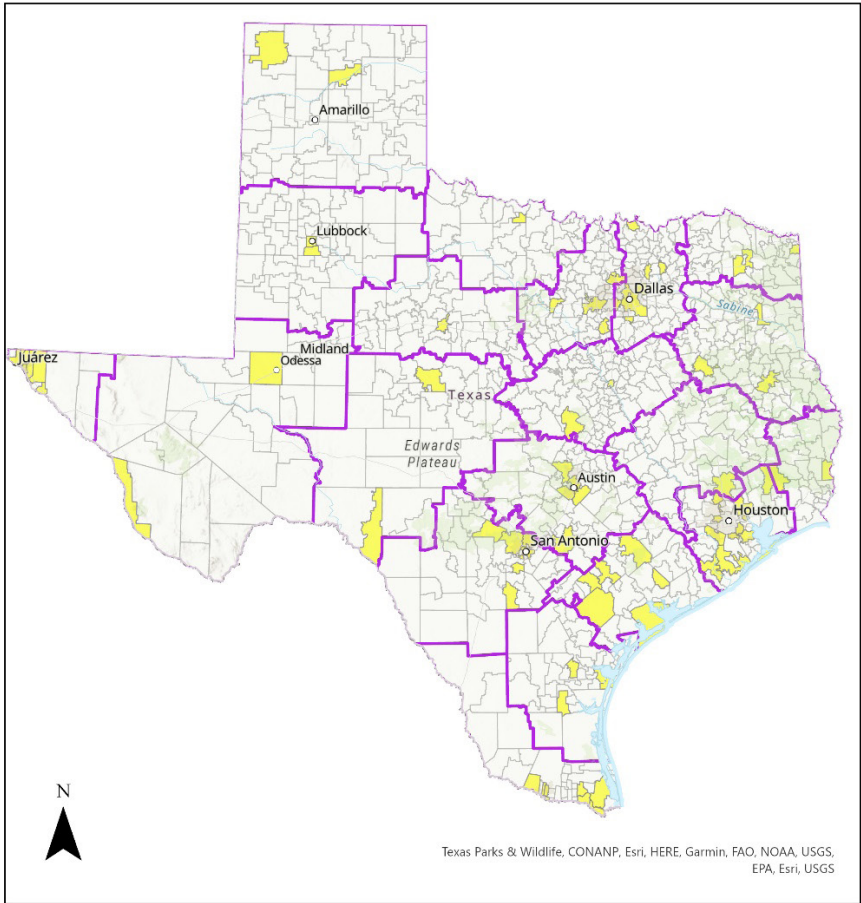 Amarillo
Lubbock
Dallas
Sabine
Midland
Juárez
Odessa
Texas
Edwards
Plateau
Austin
Houston
San Antonio
N
Texas Parks & Wildlife, CONANP, Esri, HERE, Garmin, FAO, NOAA, USGS,
EPA, Esri, USGS